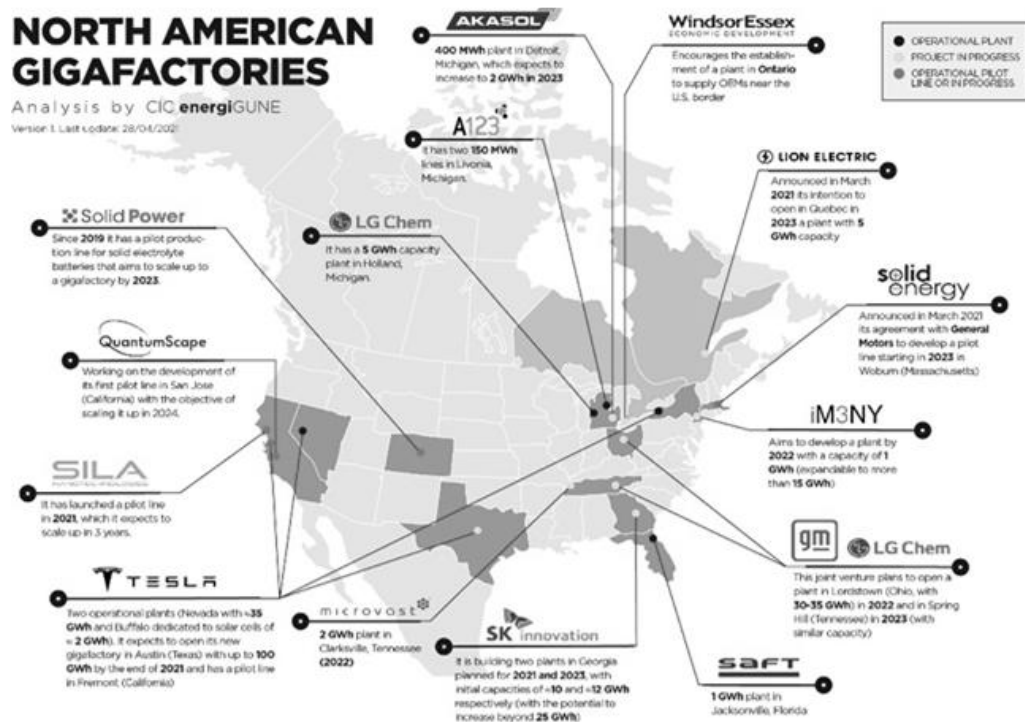 NORTH AMERICAN
GIGAFACTORIES
Analysis by CIC energiGUNE
Version 1. Last update: 28/04/2021
AKASOL
400 MWh plant in Detroit,
Michigan, which expects to
increase to 2 GWh in 2023
WindsorEssex
ECONOMIC DEVELOPMENT
Encourages the establish-
ment of a plant in Ontario
to supply OEMs near the
U.S. border
OPERATIONAL PLANT
PROJECT IN PROGRESS
OPERATIONAL PILOT
LINE OR IN PROGRESS
A123
It has two 150 MWh
lines in Livonia,
Michigan.
LION ELECTRIC
Announced in March
2021 its intention to
open in Quebec in
2023 a plant with 5
GWh capacity
Solid Power
Since 2019 it has a pilot produc-
tion line for solid electrolyte
batteries that aims to scale up to
a gigafactory by 2023.
LG Chem
It has a 5 GWh capacity
plant in Holland,
Michigan.
solid
energy
Announced in March 2021
its agreement with General
Motors to develop a pilot
line starting in 2023 in
Woburn (Massachusetts)
QuantumScape
Working on the development of
its first pilot line in San Jose
(California) with the objective of
scaling it up in 2024.
iM3NY
Aims to develop a plant by
2022 with a capacity of 1
GWh (expandable to more
than 15 GWh)
SILA
NANOTECHNOLOGIES
It has launched a pilot line
in 2021, which it expects to
scale up in 3 years.
gm LG Chem
This joint venture plans to open a
plant in Lordstown (Ohio, with
30-35 GWh) in 2022 and in Spring
Hill (Tennessee) in 2023 (with
similar capacity)
TESLA
Two operational plants (Nevada with ≈35
GWh and Buffalo dedicated to solar cells of
≈ 2 GWh). It expects to open its new
gigafactory in Austin (Texas) with up to 100
GWh by the end of 2021 and has a pilot line
in Fremont (California)
microvast
2 GWh plant in
Clarksville, Tennessee
(2022)
SK innovation
It is building two plants in Georgia
planned for 2021 and 2023, with
initial capacities of ≈10 and ≈12 GWh
respectively (with the potential to
increase beyond 25 GWh)
saft
1 GWh plant in
Jacksonville, Florida